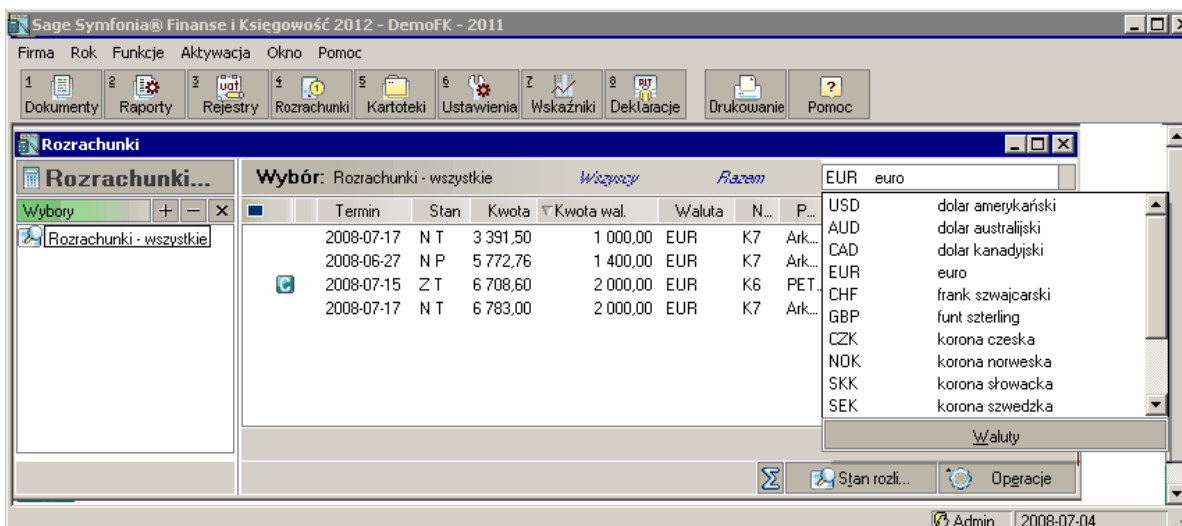 Sage Symfonia® Finanse i Księgowość 2012 - DemoFK - 2011
Firma Rok Funkcje Aktywacja Okno Pomoc
1 2 3 4 5 6 7 8
Dokumenty Raporty Rejestry Rozrachunki Kartoteki Ustawienia Wskaźniki Deklaracje Drukowanie Pomoc
Rozrachunki
Rozrachunki... Wybór: Rozrachunki - wszystkie Wszyscy Razem EUR euro
Wybory Termin Stan Kwota Kwota wal. Waluta N... P...
Rozrachunki - wszystkie
2008-07-17 N T 3 391,50 1 000,00 EUR K7 Ark...
2008-06-27 N P 5 772,76 1 400,00 EUR K7 Ark...
C 2008-07-15 Z T 6 708,60 2 000,00 EUR K6 PET...
2008-07-17 N T 6 783,00 2 000,00 EUR K7 Ark...
USD dolar amerykański
AUD dolar australijski
CAD dolar kanadyjski
EUR euro
CHF frank szwajcarski
GBP funt szterling
CZK korona czeska
NOK korona norweska
SKK korona słowacka
SEK korona szwedzka
Waluty
Σ Stan rozli... Operacje
Admin 2008-07-04